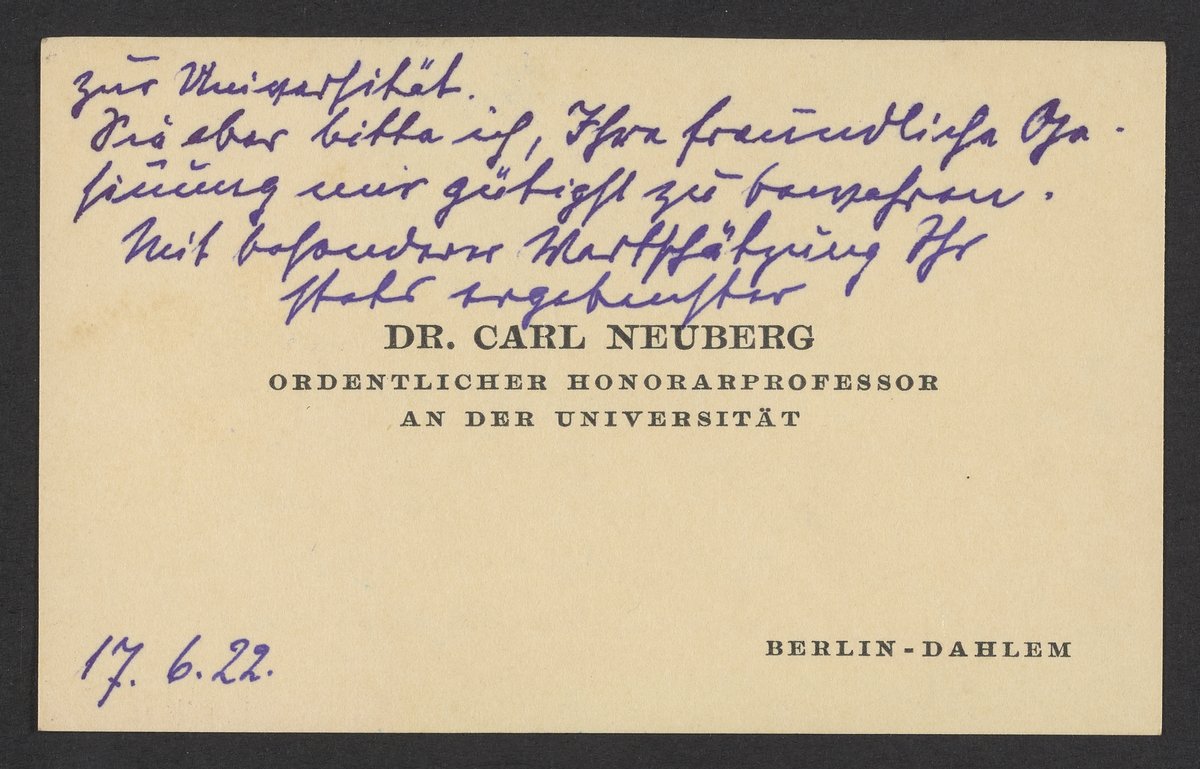 zur Universität.
Sie aber bitte ich, Ihre freundliche Ge-
sinnung mir gütigst zu bewahren.
Mit besonderer Wertschätzung Ihr
stets ergebenster
DR. CARL NEUBERG
ORDENTLICHER HONORARPROFESSOR
AN DER UNIVERSITÄT
17. 6. 22.
BERLIN-DAHLEM